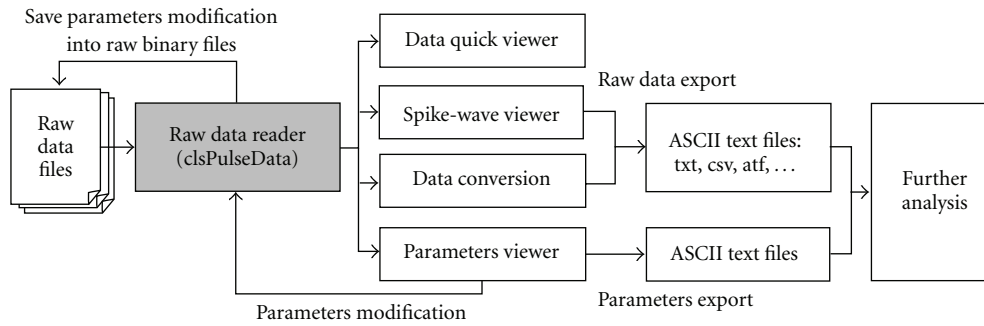 Save parameters modification
into raw binary files
Raw
data
files
Raw data reader
(clsPulseData)
Data quick viewer
Spike-wave viewer
Data conversion
Parameters viewer
Parameters modification
Raw data export
ASCII text files:
txt, csv, atf, . . .
ASCII text files
Parameters export
Further
analysis